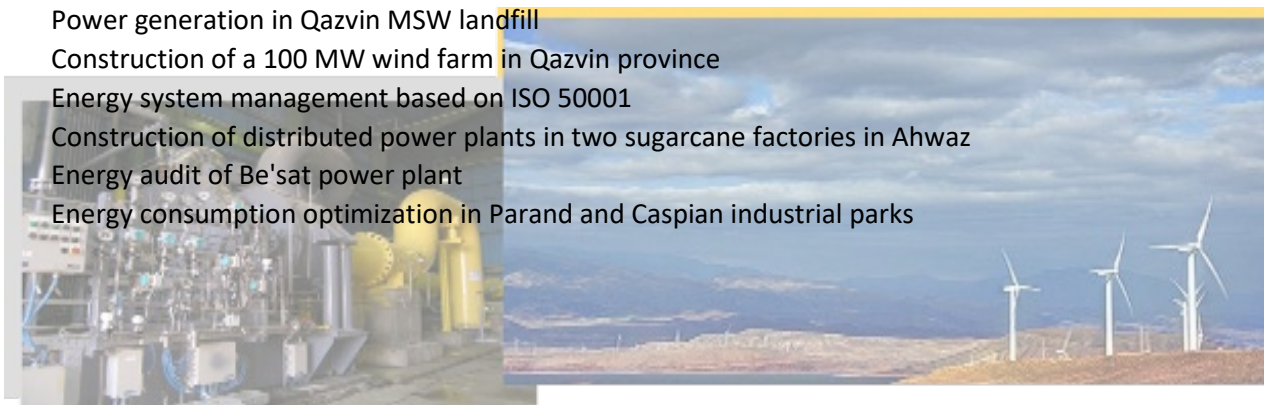 Power generation in Qazvin MSW landfill
Construction of a 100 MW wind farm in Qazvin province
Energy system management based on ISO 50001
Construction of distributed power plants in two sugarcane factories in Ahwaz
Energy audit of Be'sat power plant
Energy consumption optimization in Parand and Caspian industrial parks